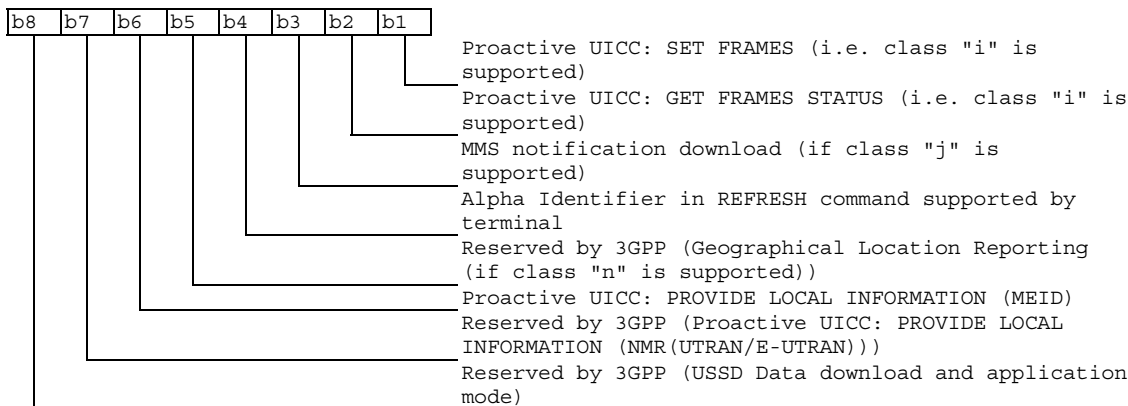 b8 b7 b6 b5 b4 b3 b2 b1
Proactive UICC: SET FRAMES (i.e. class "i" is
supported)
Proactive UICC: GET FRAMES STATUS (i.e. class "i" is
supported)
MMS notification download (if class "j" is
supported)
Alpha Identifier in REFRESH command supported by
terminal
Reserved by 3GPP (Geographical Location Reporting
(if class "n" is supported))
Proactive UICC: PROVIDE LOCAL INFORMATION (MEID)
Reserved by 3GPP (Proactive UICC: PROVIDE LOCAL
INFORMATION (NMR(UTRAN/E-UTRAN)))
Reserved by 3GPP (USSD Data download and application
mode)